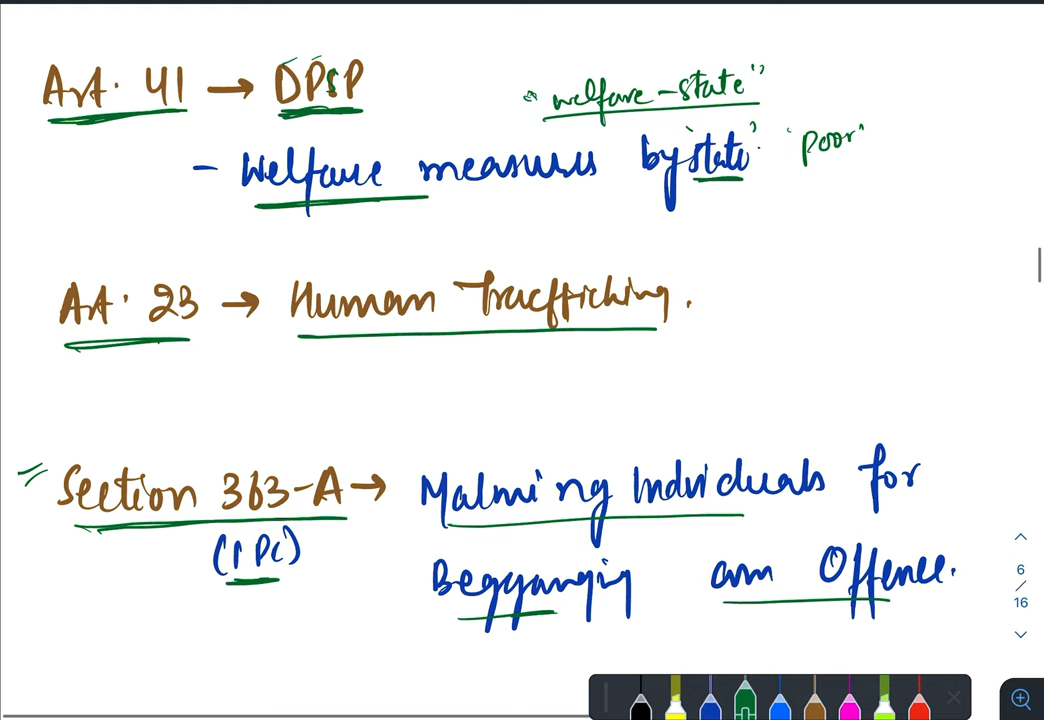 Art. 41 → DPSP
"welfare-state"
- Welfare measures by 'state'. 'Poor'
Art. 23 → Human Trafficking.
Section 363-A → Maiming Individuals for
(IPC)
Begging an Offence.
6
/
16